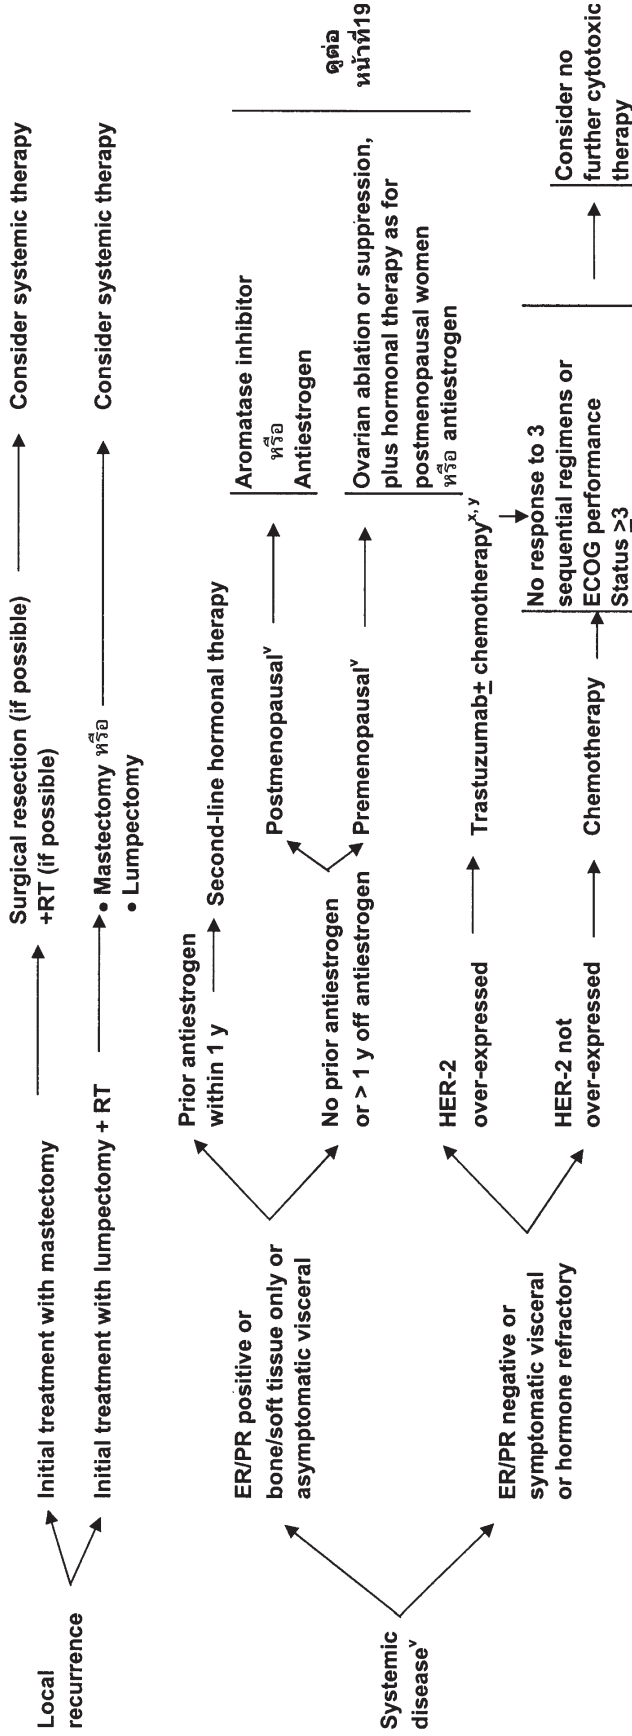 Local
recurrence
Initial treatment with mastectomy
Surgical resection (if possible)
+RT (if possible)
Consider systemic therapy
Initial treatment with lumpectomy + RT
• Mastectomy หรือ
• Lumpectomy
Consider systemic therapy
Systemic
disease^v
ER/PR positive or
bone/soft tissue only or
asymptomatic visceral
Prior antiestrogen
within 1 y
Second-line hormonal therapy
No prior antiestrogen
or > 1 y off antiestrogen
Postmenopausal^v
Aromatase inhibitor
หรือ
Antiestrogen
Premenopausal^v
Ovarian ablation or suppression,
plus hormonal therapy as for
postmenopausal women
หรือ antiestrogen
ดูต่อ
หน้าที่19
ER/PR negative or
symptomatic visceral
or hormone refractory
HER-2
over-expressed
Trastuzumab± chemotherapy^x, y
HER-2 not
over-expressed
Chemotherapy
No response to 3
sequential regimens or
ECOG performance
Status ≥3
Consider no
further cytotoxic
therapy